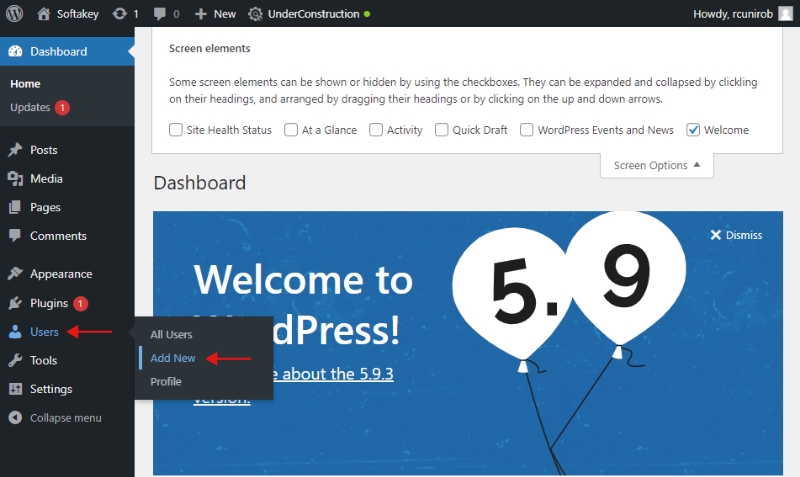 Softakey 1 0 New UnderConstruction Howdy, rcunirob
Dashboard
Home
Updates 1
Posts
Media
Pages
Comments
Appearance
Plugins 1
Users
Tools
Settings
Collapse menu
All Users
Add New
Profile
Screen elements
Some screen elements can be shown or hidden by using the checkboxes. They can be expanded and collapsed by clickling
on their headings, and arranged by dragging their headings or by clicking on the up and down arrows.
Site Health Status At a Glance Activity Quick Draft WordPress Events and News Welcome
Screen Options
Dashboard
Dismiss
Welcome to
WordPress!
about the 5.9.3
version!
5.9